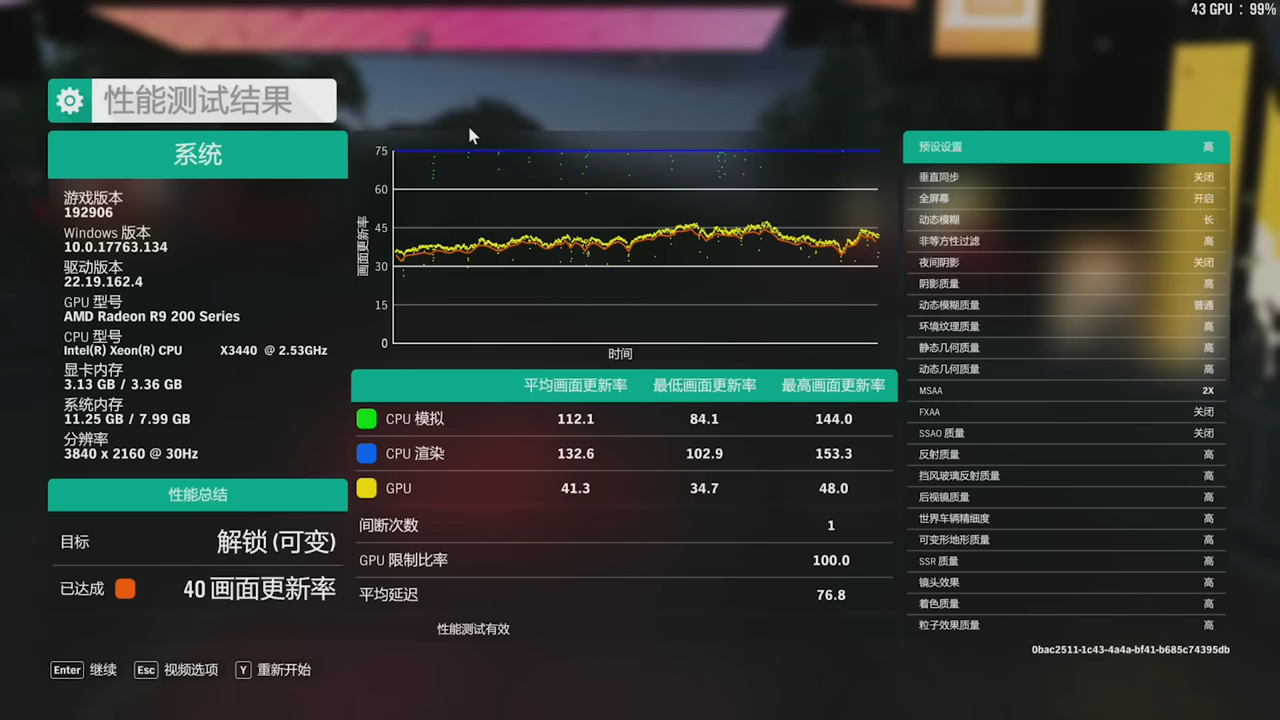 43 GPU : 99%
性能测试结果
系统
游戏版本
192906
Windows 版本
10.0.17763.134
驱动版本
22.19.162.4
GPU 型号
AMD Radeon R9 200 Series
CPU 型号
Intel(R) Xeon(R) CPU X3440 @ 2.53GHz
显卡内存
3.13 GB / 3.36 GB
系统内存
11.25 GB / 7.99 GB
分辨率
3840 x 2160 @ 30Hz
性能总结
目标 解锁 (可变)
已达成 40 画面更新率
画面更新率
75
60
45
30
15
0
时间
平均画面更新率 最低画面更新率 最高画面更新率
CPU 模拟 112.1 84.1 144.0
CPU 渲染 132.6 102.9 153.3
GPU 41.3 34.7 48.0
间断次数 1
GPU 限制比率 100.0
平均延迟 76.8
性能测试有效
预设设置 高
垂直同步 关闭
全屏幕 开启
动态模糊 长
非等方性过滤 高
夜间阴影 关闭
阴影质量 高
动态模糊质量 普通
环境纹理质量 高
静态几何质量 高
动态几何质量 高
MSAA 2X
FXAA 关闭
SSAO 质量 关闭
反射质量 高
挡风玻璃反射质量 高
后视镜质量 高
世界车辆精细度 高
可变形地形质量 高
SSR 质量 高
镜头效果 高
着色质量 高
粒子效果质量 高
0bac2511-1c43-4a4a-bf41-b685c74395db
Enter 继续 Esc 视频选项 Y 重新开始